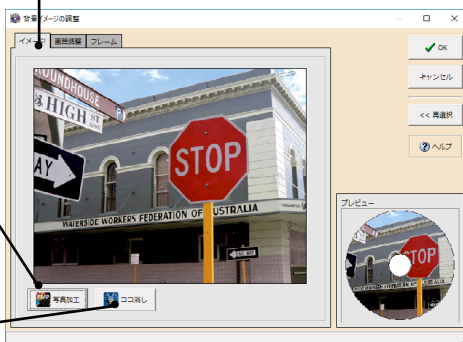 背景イメージの調整
イメージ
画質調整
フレーム
OK
キャンセル
<< 再選択
ヘルプ
ROUNDHOUSE
HIGH ST
WAY
STOP
WATERSIDE WORKERS FEDERATION OF AUSTRALIA
写真加工
ココ消し
プレビュー
STOP